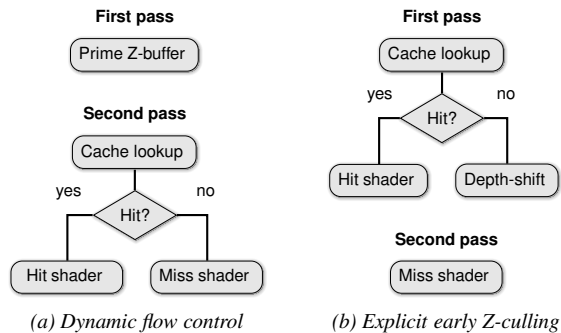 First pass
Prime Z-buffer
Second pass
Cache lookup
yes
no
Hit?
Hit shader
Miss shader
(a) Dynamic flow control
First pass
Cache lookup
yes
no
Hit?
Hit shader
Depth-shift
Second pass
Miss shader
(b) Explicit early Z-culling